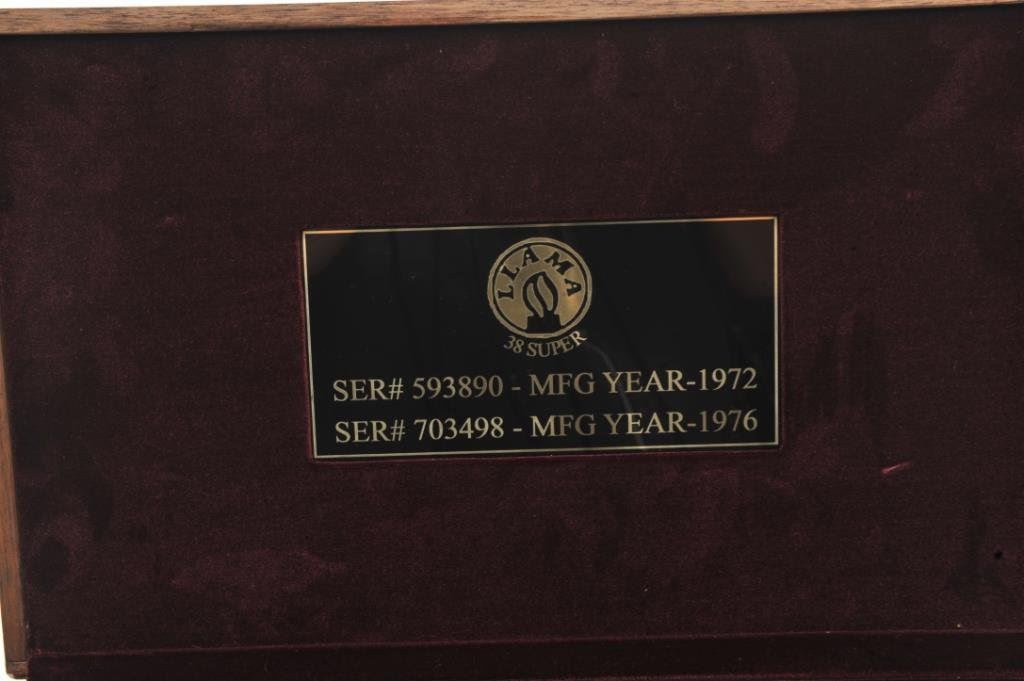 LLAMA
38 SUPER
SER# 593890 - MFG YEAR-1972
SER# 703498 - MFG YEAR-1976